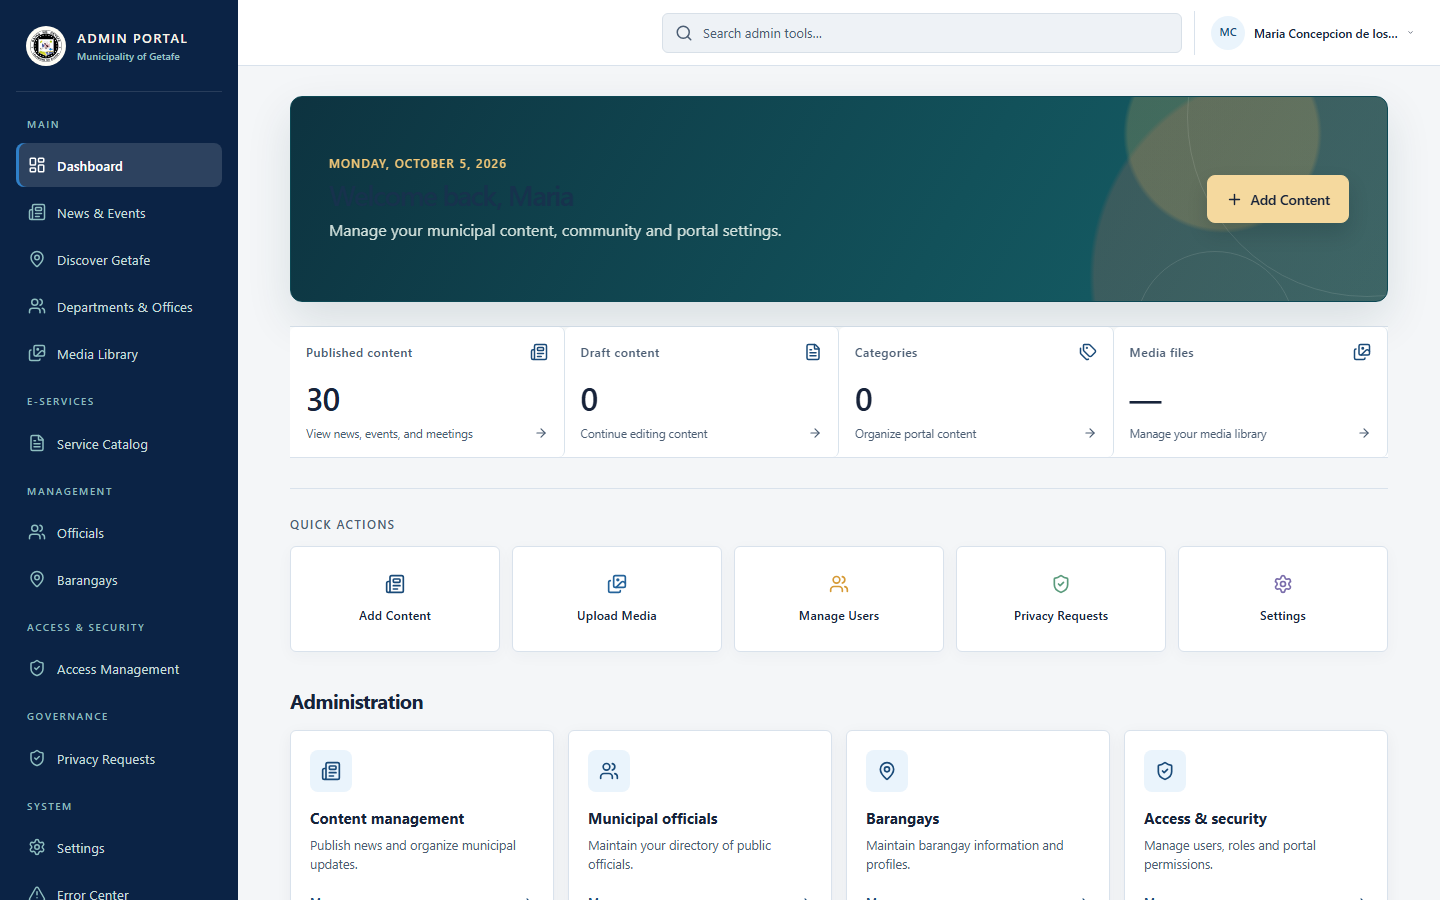 ADMIN PORTAL
Municipality of Getafe
MAIN
Dashboard
News & Events
Discover Getafe
Departments & Offices
Media Library
E-SERVICES
Service Catalog
MANAGEMENT
Officials
Barangays
ACCESS & SECURITY
Access Management
GOVERNANCE
Privacy Requests
SYSTEM
Settings
Error Center
Search admin tools...
MC
Maria Concepcion de los...
MONDAY, OCTOBER 5, 2026
Welcome back, Maria
Manage your municipal content, community and portal settings.
Add Content
Published content
30
View news, events, and meetings
Draft content
0
Continue editing content
Categories
0
Organize portal content
Media files
—
Manage your media library
QUICK ACTIONS
Add Content
Upload Media
Manage Users
Privacy Requests
Settings
Administration
Content management
Publish news and organize municipal
updates.
Municipal officials
Maintain your directory of public
officials.
Barangays
Maintain barangay information and
profiles.
Access & security
Manage users, roles and portal
permissions.